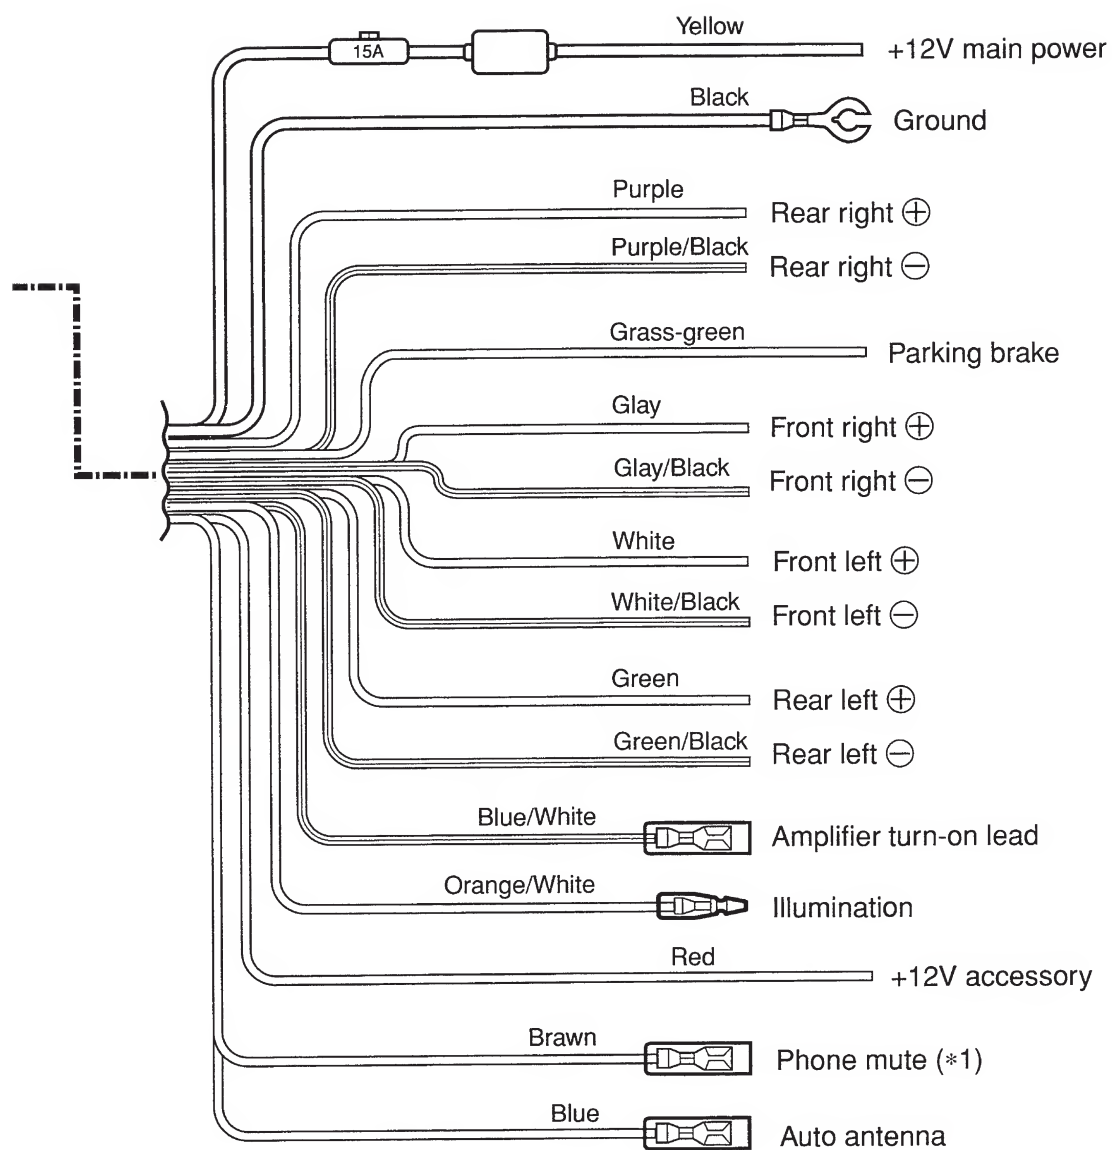 Yellow
15A
+12V main power
Black
Ground
Purple
Rear right ⊕
Purple/Black
Rear right ⊖
Grass-green
Parking brake
Glay
Front right ⊕
Glay/Black
Front right ⊖
White
Front left ⊕
White/Black
Front left ⊖
Green
Rear left ⊕
Green/Black
Rear left ⊖
Blue/White
Amplifier turn-on lead
Orange/White
Illumination
Red
+12V accessory
Brawn
Phone mute (*1)
Blue
Auto antenna